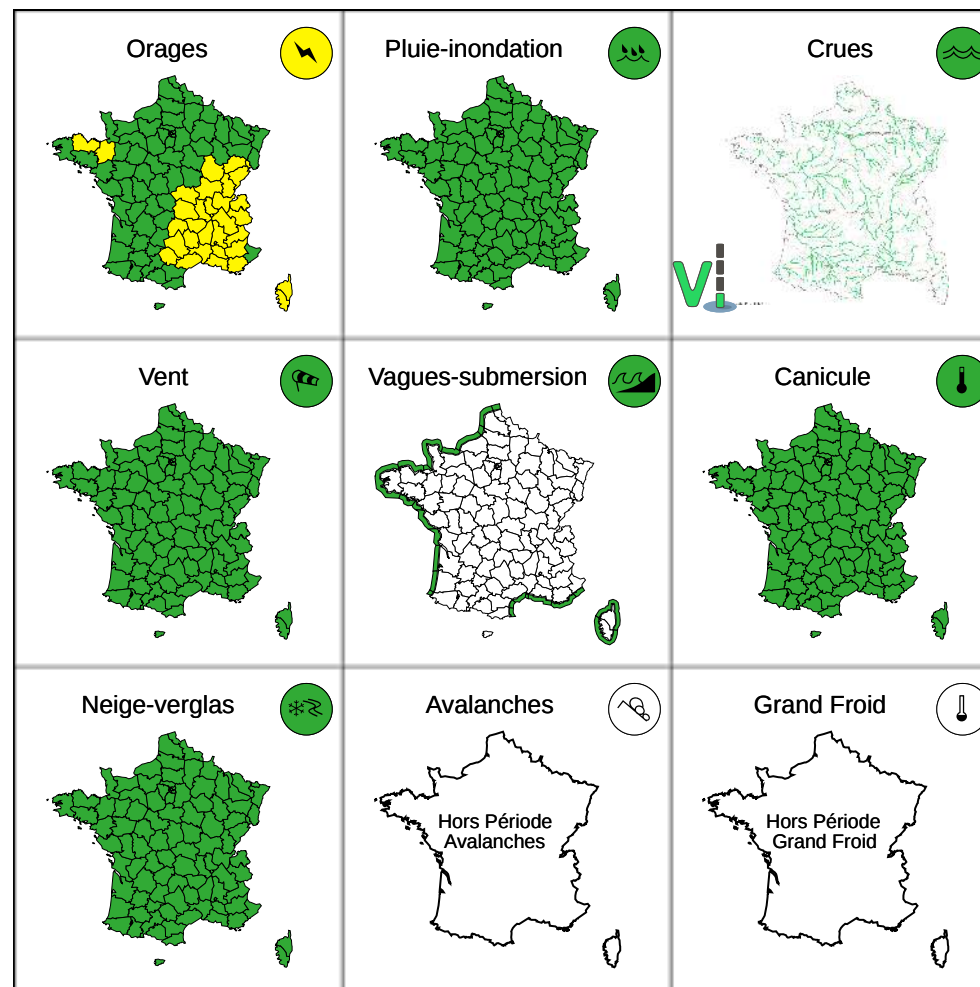 Orages
Pluie-inondation
Crues
Vent
Vagues-submersion
Canicule
Neige-verglas
Avalanches
Grand Froid
Hors Période
Avalanches
Hors Période
Grand Froid